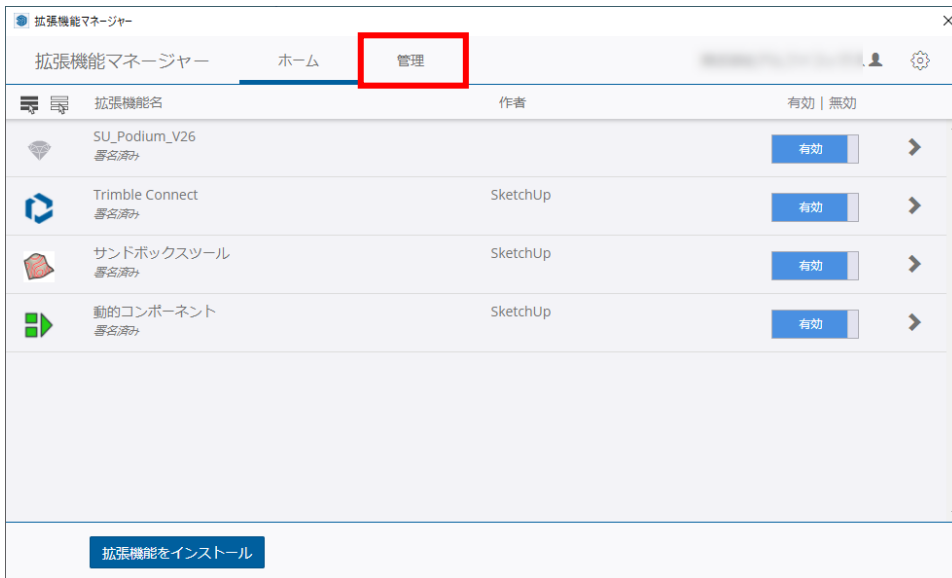 拡張機能マネージャー
拡張機能マネージャー ホーム 管理
拡張機能名 作者 有効 | 無効
SU_Podium_V26
署名済み
有効
Trimble Connect SketchUp
署名済み
有効
サンドボックスツール SketchUp
署名済み
有効
動的コンポーネント SketchUp
署名済み
有効
拡張機能をインストール